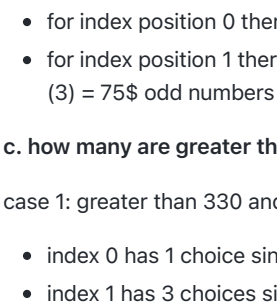 • for index position 0 ther
• for index position 1 ther
(3) = 75$ odd numbers
c. how many are greater th
case 1: greater than 330 and
• index 0 has 1 choice sin
• index 1 has 3 choices si